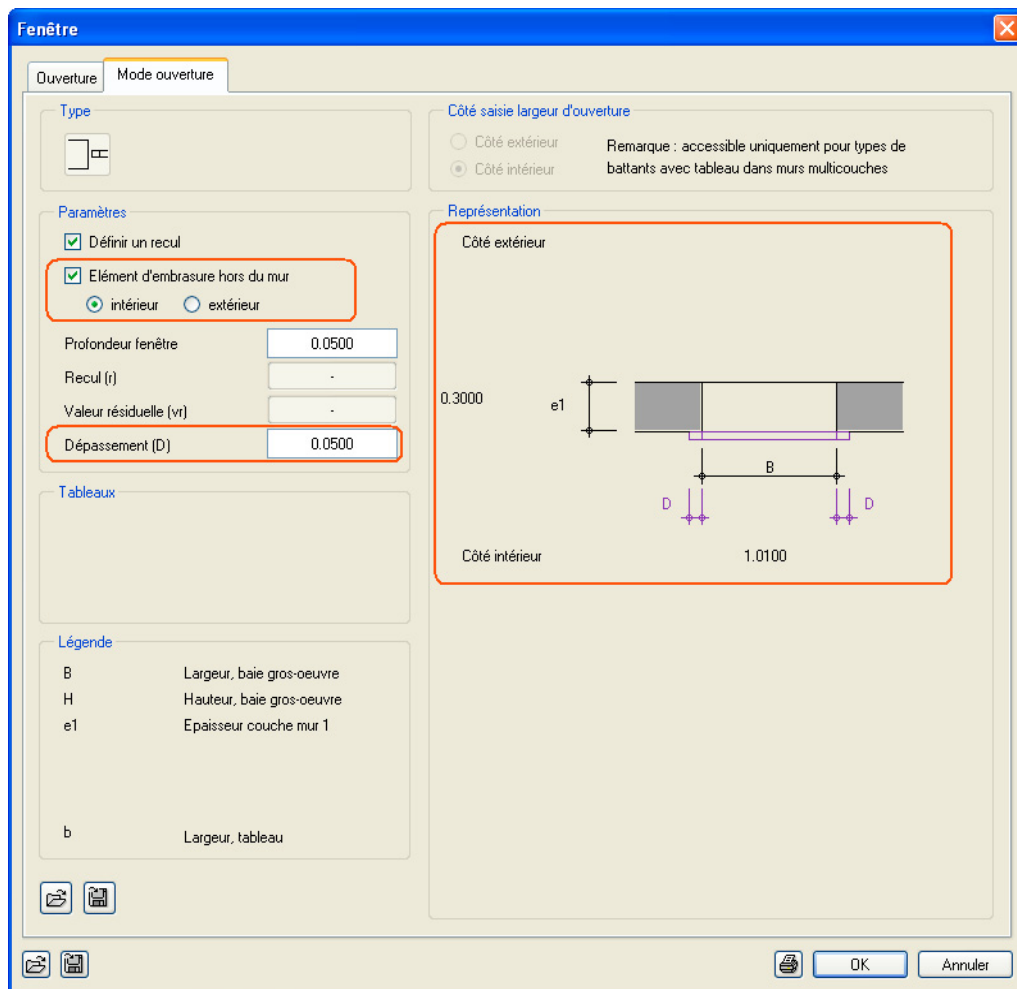 Fenêtre
Ouverture
Mode ouverture
Type
Côté saisie largeur d'ouverture
Côté extérieur
Côté intérieur
Remarque : accessible uniquement pour types de
battants avec tableau dans murs multicouches
Paramètres
Définir un recul
Elément d'embrasure hors du mur
intérieur
extérieur
Profondeur fenêtre 0.0500
Recul (r) -
Valeur résiduelle (vr) -
Dépassement (D) 0.0500
Représentation
Côté extérieur
0.3000
e1
B
D
D
Côté intérieur
1.0100
Tableaux
Légende
B Largeur, baie gros-oeuvre
H Hauteur, baie gros-oeuvre
e1 Epaisseur couche mur 1
b Largeur, tableau
OK
Annuler